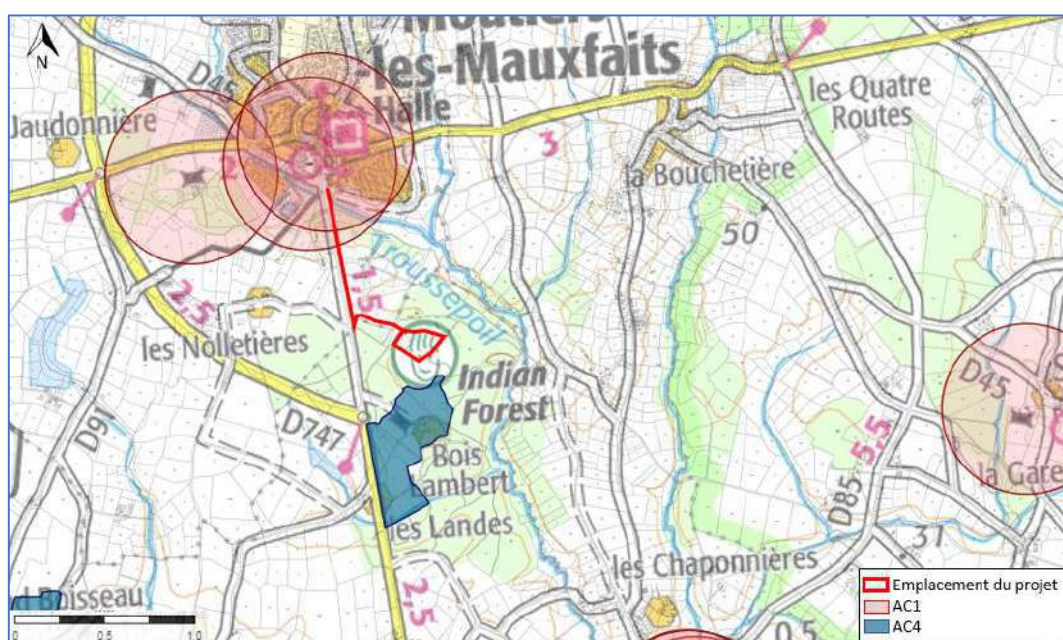 Moutiers
-les-Mauxfaits
N
D45
Halle
Jaudonnière
les Quatre
Routes
2
3
la Bouchetière
50
Troussepoil
1,5
2,5
les Nolletières
Indian
Forest
D45
D91
D747
5,5
Bois
Lambert
la Gare
D85
les Landes
37
les Chaponnières
Emplacement du projet
d Boisseau
AC1
2,5
AC4
0.5
0 0.5 1.0